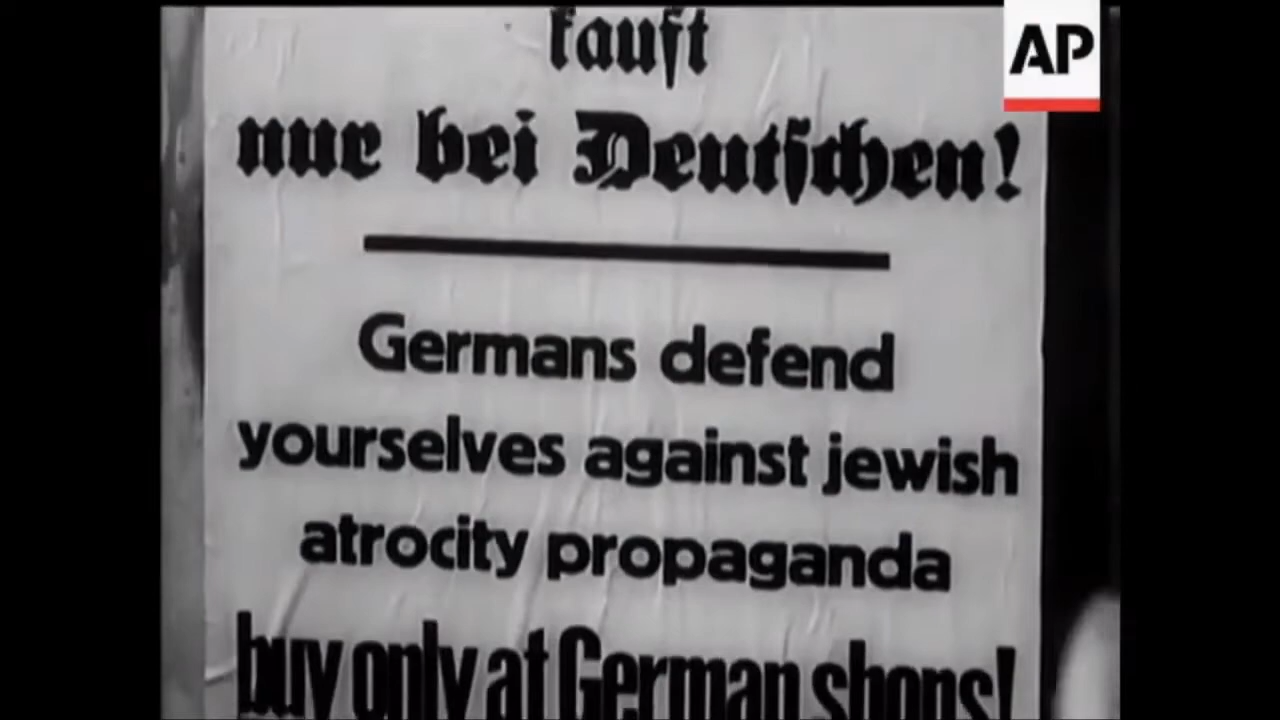 AP
kauft
nur bei Deutschen!
Germans defend
yourselves against jewish
atrocity propaganda
buy only at German shops!